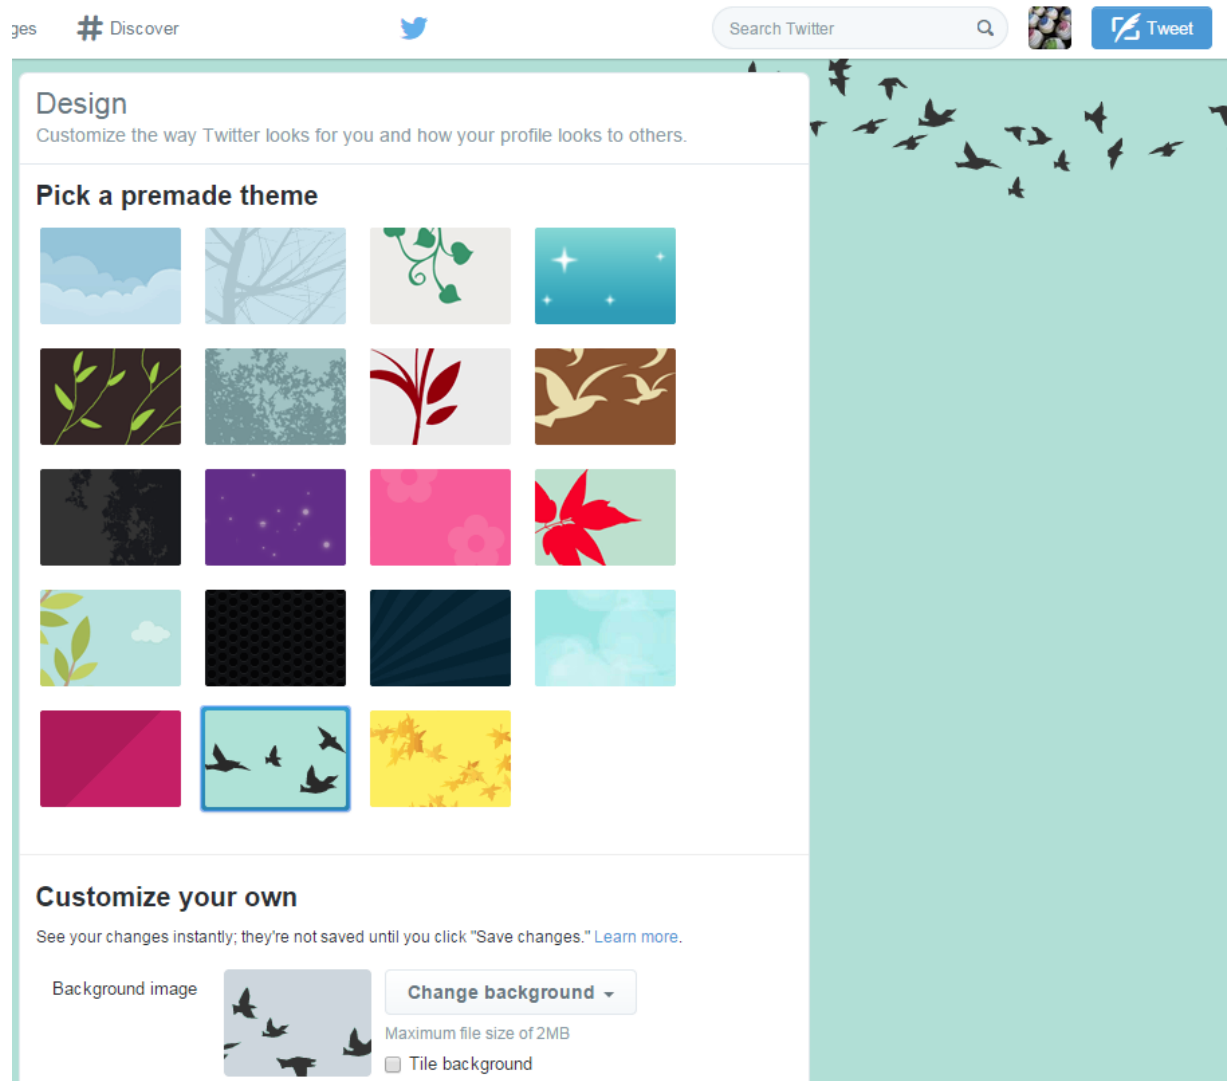 ges
Discover
Search Twitter
Tweet
Design
Customize the way Twitter looks for you and how your profile looks to others.
Pick a premade theme
Customize your own
See your changes instantly; they're not saved until you click "Save changes." Learn more.
Background image
Change background
Maximum file size of 2MB
Tile background